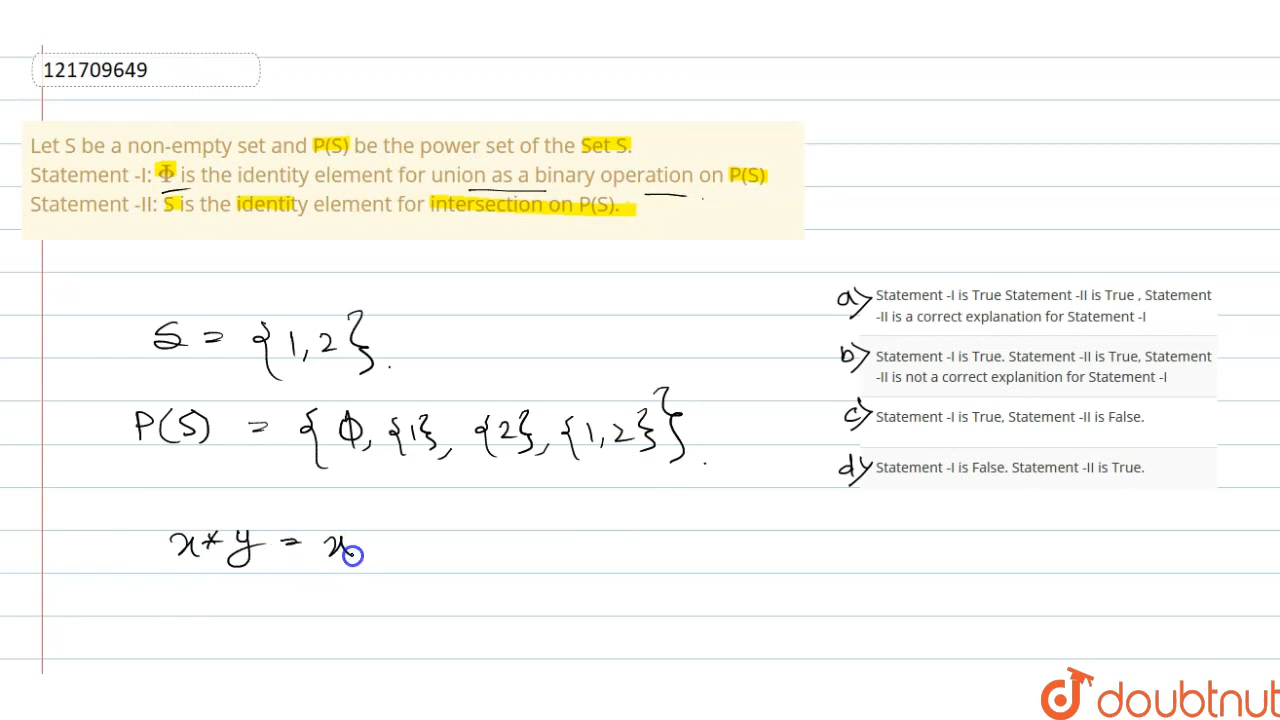 121709649
Let S be a non-empty set and P(S) be the power set of the Set S.
Statement -I: Φ is the identity element for union as a binary operation on P(S)
Statement -II: S is the identity element for intersection on P(S).
a) Statement -I is True Statement -II is True , Statement
-II is a correct explanation for Statement -I
b) Statement -I is True. Statement -II is True, Statement
-II is not a correct explanition for Statement -I
c) Statement -I is True, Statement -II is False.
d) Statement -I is False. Statement -II is True.
S = {1, 2}.
P(S) = {ϕ, {1}, {2}, {1, 2}}.
x * y = x
doubtnut